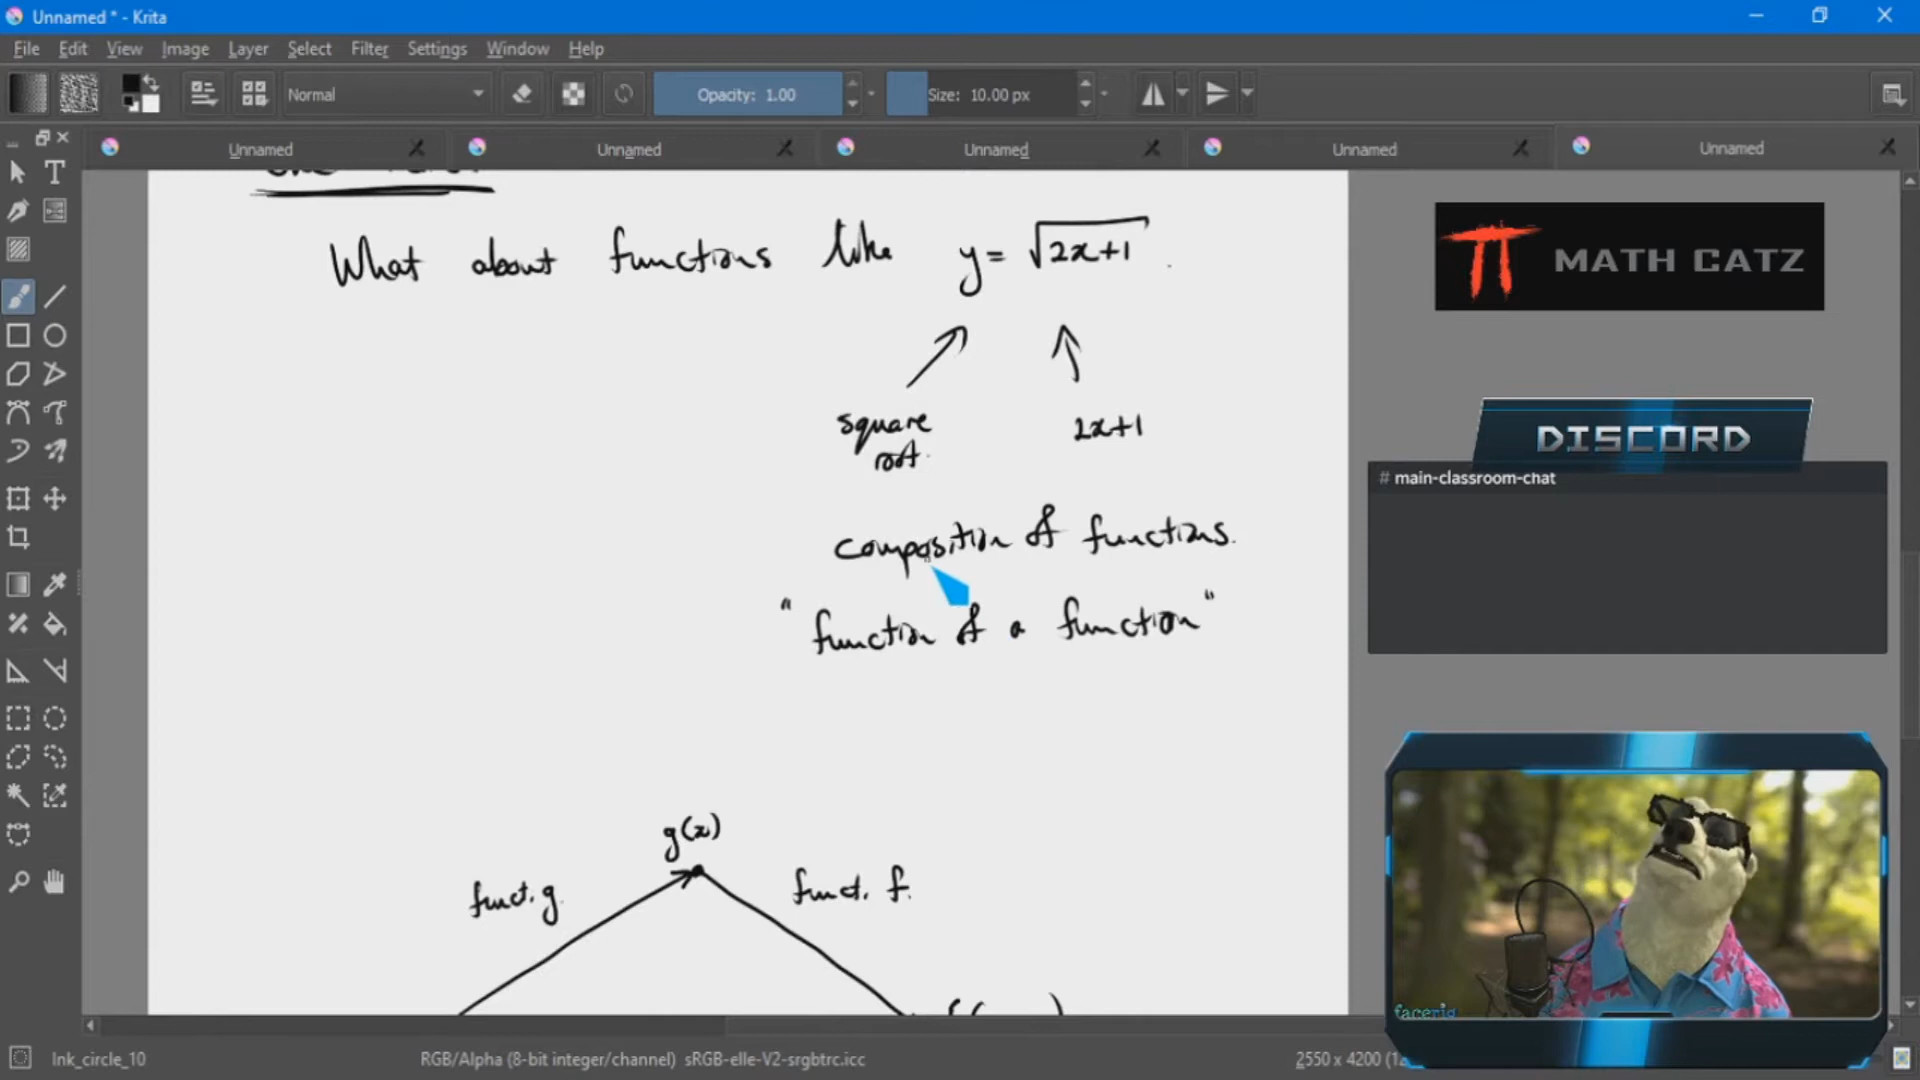 Unnamed * - Krita
File Edit View Image Layer Select Filter Settings Window Help
Normal
Opacity: 1.00
Size: 10.00 px
Unnamed
Unnamed
Unnamed
Unnamed
Unnamed
What about functions like y = √2x+1 .
square root.
2x+1
composition of functions.
"function of a function"
g(x)
funct. g.
funct. f.
π MATH CATZ
DISCORD
# main-classroom-chat
facerig
Ink_circle_10
RGB/Alpha (8-bit integer/channel) sRGB-elle-V2-srgbtrc.icc
2550 x 4200 (12